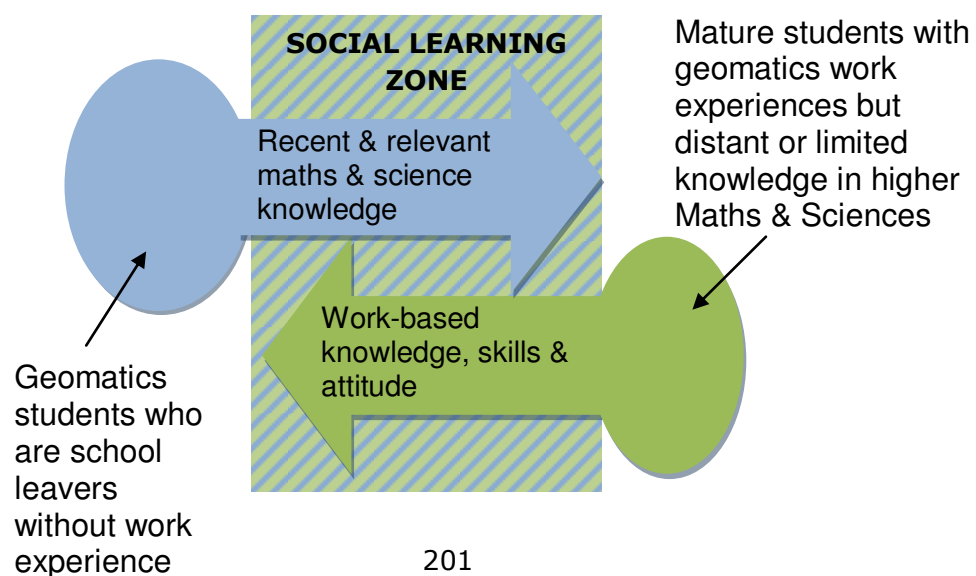 SOCIAL LEARNING
ZONE
Mature students with
geomatics work
experiences but
distant or limited
knowledge in higher
Maths & Sciences
Recent & relevant
maths & science
knowledge
Work-based
knowledge, skills &
attitude
Geomatics
students who
are school
leavers
without work
experience
201